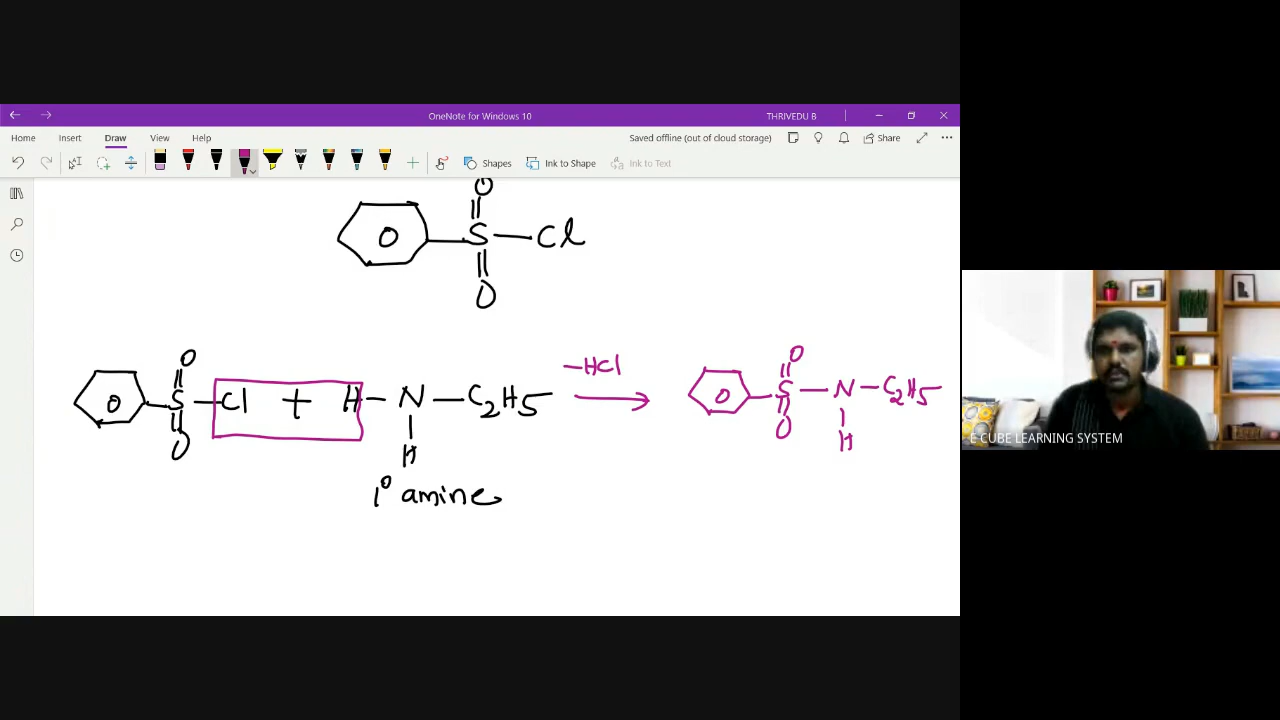 OneNote for Windows 10
THRIVEDU B
Home Insert Draw View Help
Saved offline (out of cloud storage)
Share
Shapes
Ink to Shape
Ink to Text
O
S
Cl
O
O
O
S
Cl + H
N
C2H5
O
H
1° amine
-HCl
O
S
N
C2H5
O
H
E CUBE LEARNING SYSTEM